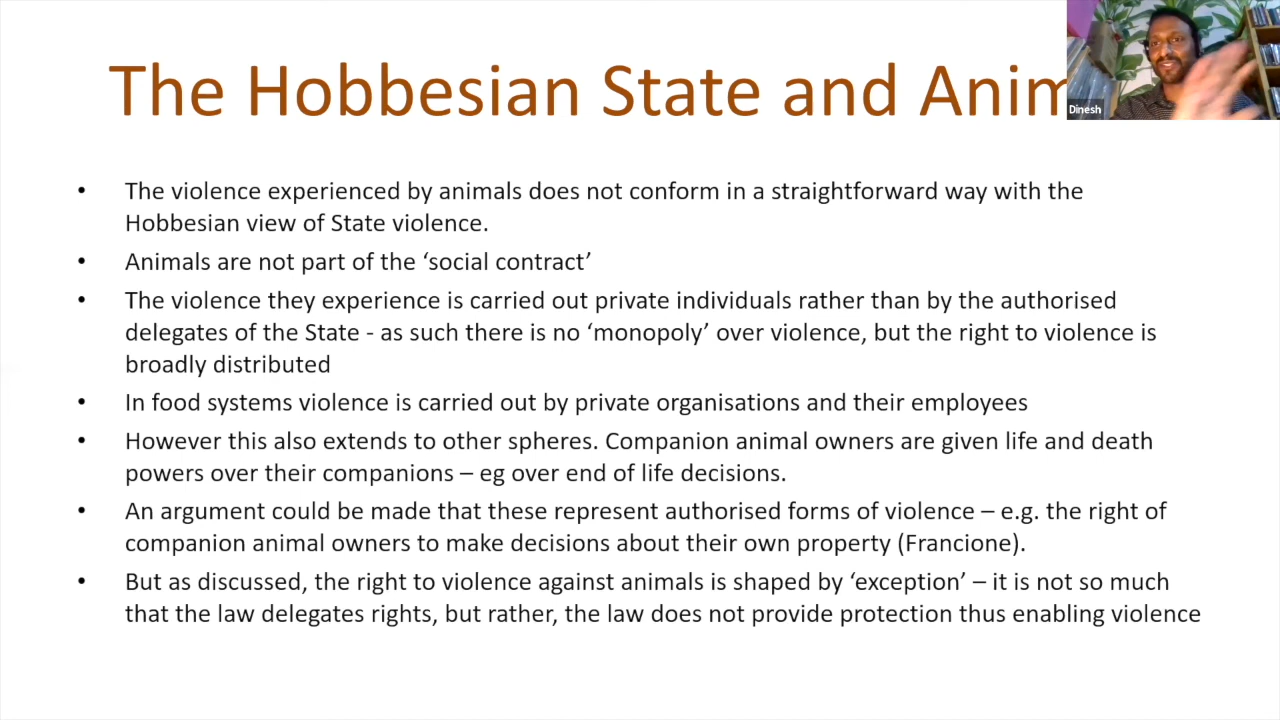 The Hobbesian State and Anim
Dinesh
• The violence experienced by animals does not conform in a straightforward way with the
Hobbesian view of State violence.
• Animals are not part of the ‘social contract’
• The violence they experience is carried out private individuals rather than by the authorised
delegates of the State - as such there is no ‘monopoly’ over violence, but the right to violence is
broadly distributed
• In food systems violence is carried out by private organisations and their employees
• However this also extends to other spheres. Companion animal owners are given life and death
powers over their companions – eg over end of life decisions.
• An argument could be made that these represent authorised forms of violence – e.g. the right of
companion animal owners to make decisions about their own property (Francione).
• But as discussed, the right to violence against animals is shaped by ‘exception’ – it is not so much
that the law delegates rights, but rather, the law does not provide protection thus enabling violence